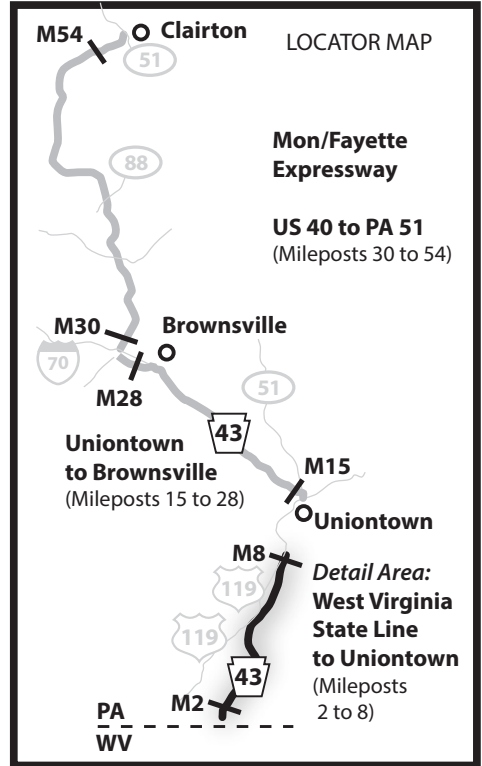 M54
Clairton
51
LOCATOR MAP
88
Mon/Fayette
Expressway
US 40 to PA 51
(Mileposts 30 to 54)
M30
Brownsville
70
M28
51
43
Uniontown
to Brownsville
(Mileposts 15 to 28)
M15
Uniontown
M8
119
Detail Area:
West Virginia
State Line
to Uniontown
(Mileposts
2 to 8)
119
43
M2
PA
WV